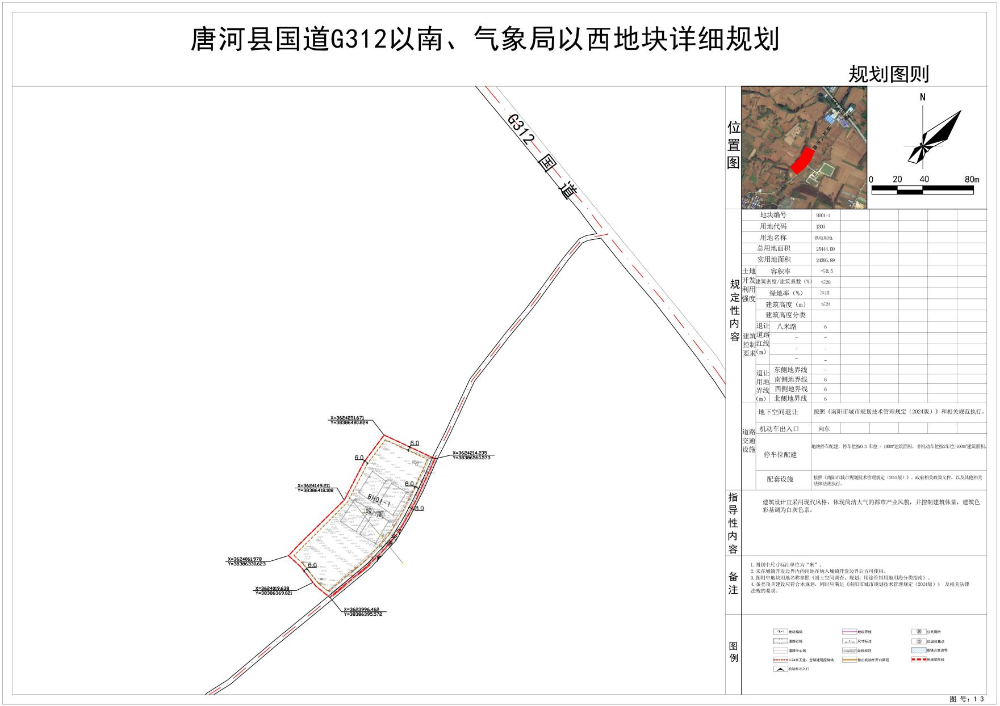 唐河县国道G312以南、气象局以西地块详细规划
规划图则
G312 国道
X=3624251.671
Y=38386480.824
X=3624214.235
Y=38386560.573
X=3624149.211
Y=38386418.108
X=3624061.978
Y=38386330.623
X=3624019.638
Y=38386369.021
X=3623996.462
Y=38386395.572
6.0
6.0
6.0
8.0
6.0
BH01-1
垃 厕
位置图
G312国道
N
0 20 40 80m
规定性内容
地块编号 BH01-1
用地代码 1303
用地名称 供电用地
总用地面积 25444.09
实用地面积 24386.89
土地开发利用强度
容积率 ≤0.5
建筑密度/建筑系数(%) ≤20
绿地率(%) ≥10
建筑高度(m) ≤24
建筑控制要求
建筑高度分类
退让道路红线(m)
八米路 6
- -
- -
- -
退让用地界线(m)
东侧地界线 -
南侧地界线 6
西侧地界线 6
北侧地界线 6
道路交通设施
地下空间退让 按照《南阳市城市规划技术管理规定（2024版）》和相关规范执行。
机动车出入口 向东
停车位配建 地块停车配建，停车位按0.3 车位 / 100m²建筑面积，非机动车位按2车位/100m²建筑面积。
配套设施 按照《南阳市城市规划技术管理规定（2024版）》、政府相关政策文件，以及其他相关
法律法规执行。
指导性内容
建筑设计宜采用现代风格，体现简洁大气的都市产业风貌，并控制建筑体量，建筑色
彩基调为白灰色系。
备注
1.图则中尺寸标注单位为“米”。
2.未在城镇开发边界内的用地在纳入城镇开发边界后方可使用。
3.图则中地块用地名称参照《国土空间调查、规划、用途管制用地用海分类指南》。
4.条类项具建设应符合本规划，同时应满足《南阳市城市规划技术管理规定（2024版）》 及相关法律
法规的要求。
图例
地块编码
地块界线
公共厕所
道路红线
尺寸标注
垃圾收集点
道路中心线
坐标标注
城镇开发边界
≤24米工业、仓储建筑控制线
禁止机动车开口路段
用地范围线
机动车出入口
图 号：13